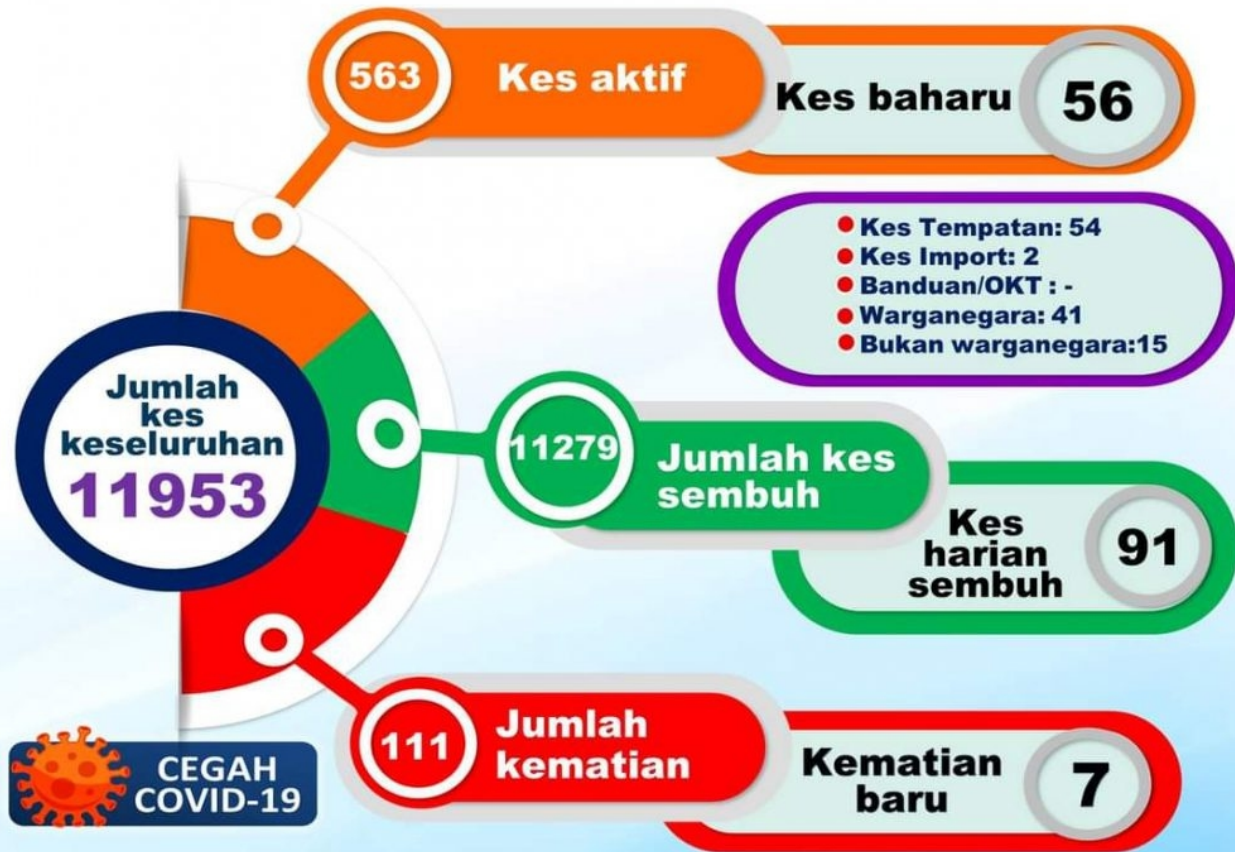 563
Kes aktif
Kes baharu
56
Kes Tempatan: 54
Kes Import: 2
Banduan/OKT : -
Warganegara: 41
Bukan warganegara:15
Jumlah
kes
keseluruhan
11953
11279
Jumlah kes
sembuh
Kes
harian
sembuh
91
111
Jumlah
kematian
Kematian
baru
7
CEGAH
COVID-19